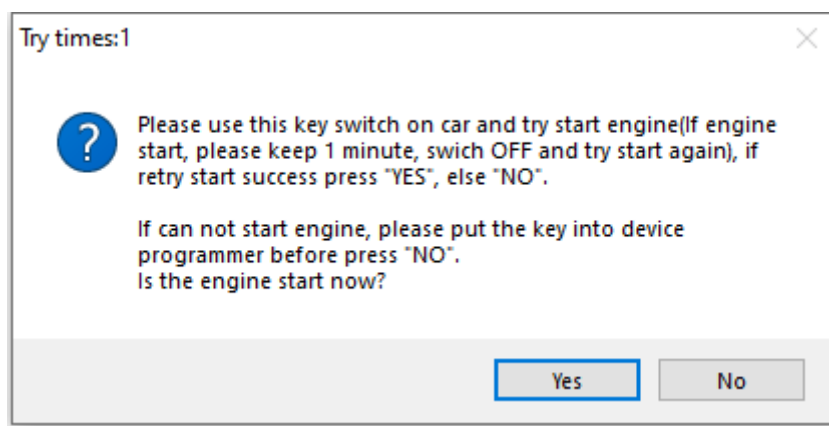 Try times:1
Please use this key switch on car and try start engine(If engine
start, please keep 1 minute, swich OFF and try start again), if
retry start success press "YES", else "NO".
If can not start engine, please put the key into device
programmer before press "NO".
Is the engine start now?
Yes
No